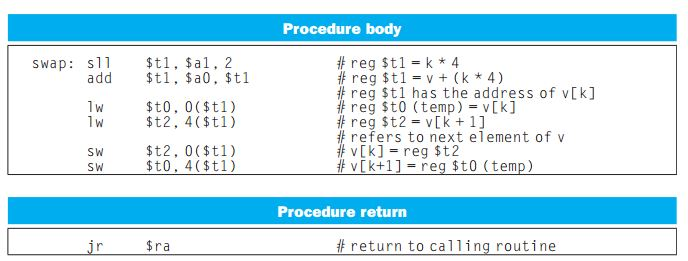 Procedure body
swap: sll $t1, $a1, 2 # reg $t1 = k * 4
add $t1, $a0, $t1 # reg $t1 = v + (k * 4)
# reg $t1 has the address of v[k]
lw $t0, 0($t1) # reg $t0 (temp) = v[k]
lw $t2, 4($t1) # reg $t2 = v[k + 1]
# refers to next element of v
sw $t2, 0($t1) # v[k] = reg $t2
sw $t0, 4($t1) # v[k+1] = reg $t0 (temp)
Procedure return
jr $ra # return to calling routine